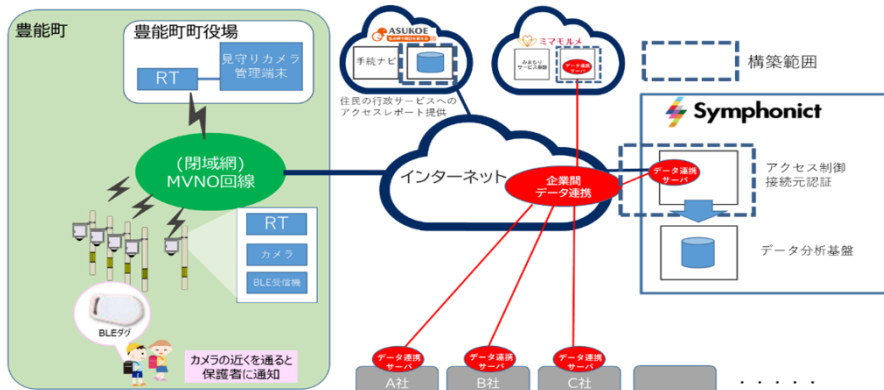 豊能町
豊能町町役場
RT
見守りカメラ
管理端末
(閉域網)
MVNO回線
RT
カメラ
BLE受信機
BLEタグ
カメラの近くを通ると
保護者に通知
ASUKOE
手続ナビ
住民の行政サービスへの
アクセスレポート提供
ミマモルメ
みまもり
サービス基盤
データ連携
サーバ
構築範囲
Symphonict
インターネット
企業間
データ連携
データ連携
サーバ
アクセス制御
接続元認証
データ分析基盤
データ連携
サーバ
A社
データ連携
サーバ
B社
データ連携
サーバ
C社
・・・・・